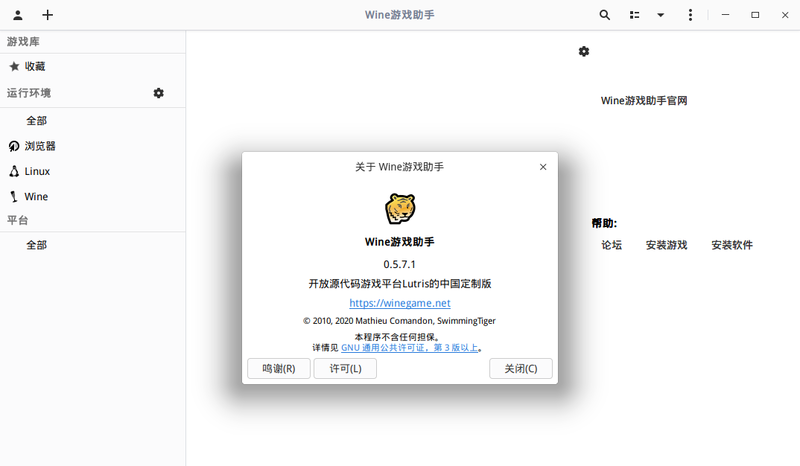 Wine游戏助手
游戏库
收藏
运行环境
全部
浏览器
Linux
Wine
平台
全部
Wine游戏助手官网
帮助:
论坛 安装游戏 安装软件
关于 Wine游戏助手
Wine游戏助手
0.5.7.1
开放源代码游戏平台Lutris的中国定制版
https://winegame.net
© 2010, 2020 Mathieu Comandon, SwimmingTiger
本程序不含任何担保。
详情见 GNU 通用公共许可证，第 3 版以上。
鸣谢(R) 许可(L) 关闭(C)